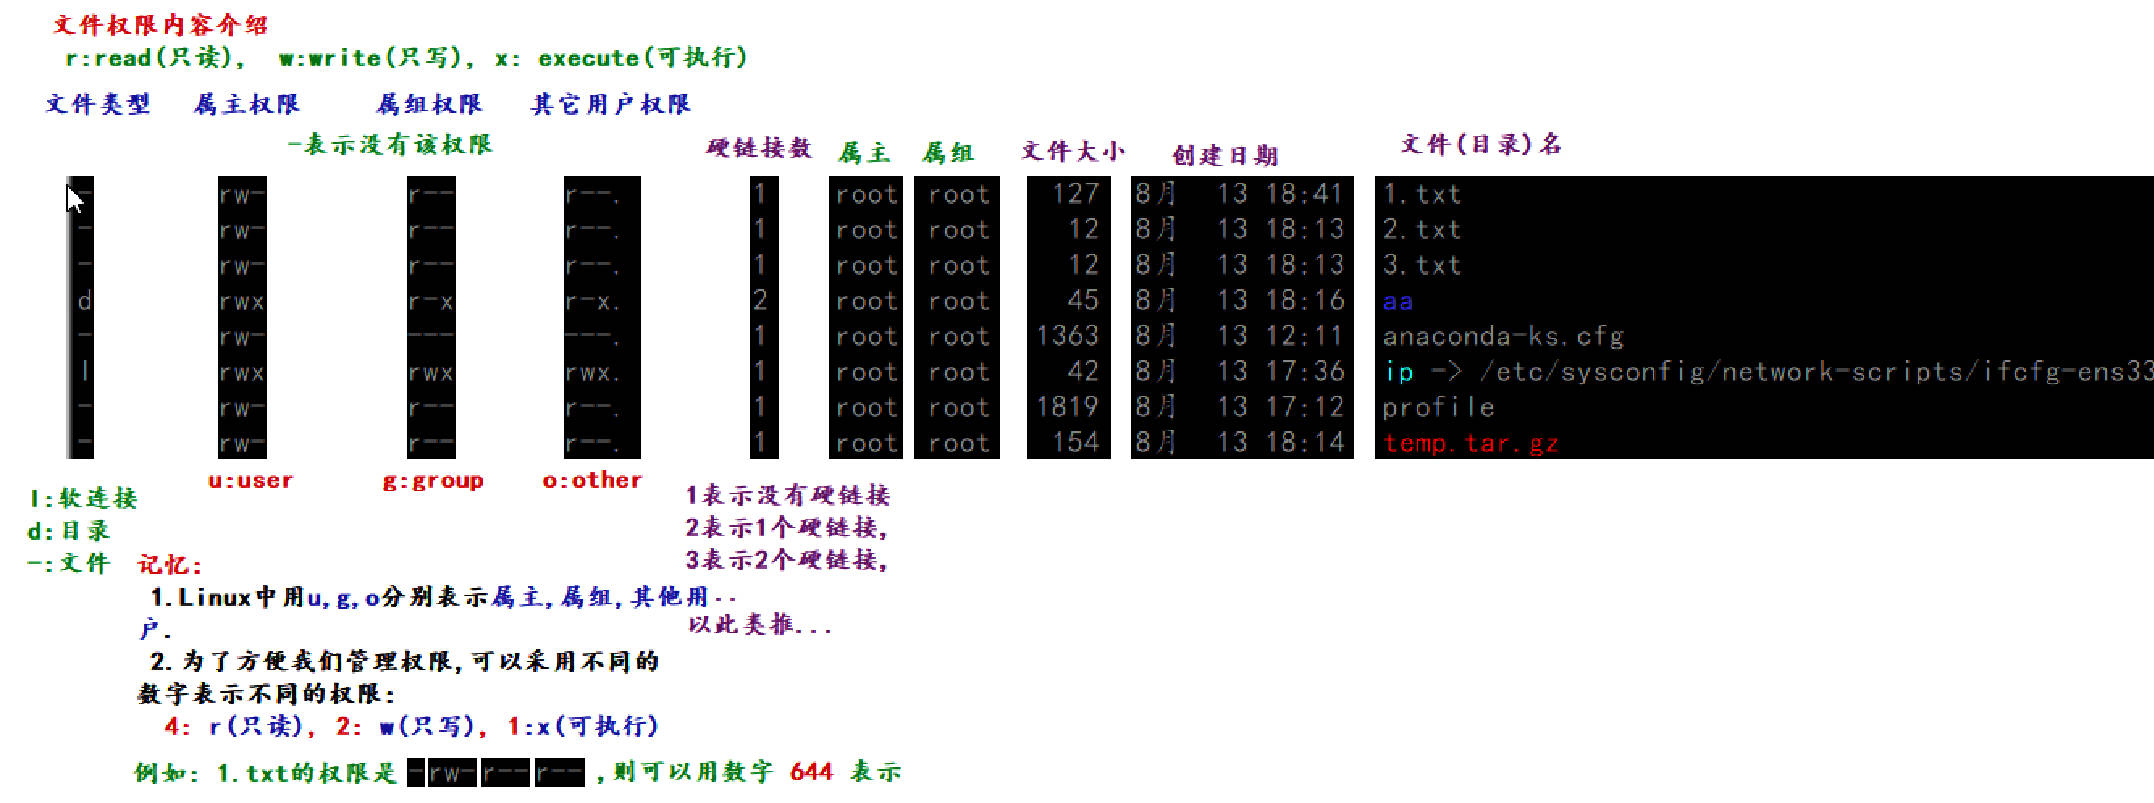 文件权限内容介绍
r:read(只读), w:write(只写), x: execute(可执行)
文件类型 属主权限 属组权限 其它用户权限
-表示没有该权限 硬链接数 属主 属组 文件大小 创建日期 文件(目录)名
- rw- r-- r--. 1 root root 127 8月 13 18:41 1.txt
- rw- r-- r--. 1 root root 12 8月 13 18:13 2.txt
- rw- r-- r--. 1 root root 12 8月 13 18:13 3.txt
d rwx r-x r-x. 2 root root 45 8月 13 18:16 aa
- rw- --- ---. 1 root root 1363 8月 13 12:11 anaconda-ks.cfg
l rwx rwx rwx. 1 root root 42 8月 13 17:36 ip -> /etc/sysconfig/network-scripts/ifcfg-ens33
- rw- r-- r--. 1 root root 1819 8月 13 17:12 profile
- rw- r-- r--. 1 root root 154 8月 13 18:14 temp.tar.gz
u:user g:group o:other
l:软连接
d:目录
-:文件
1表示没有硬链接
2表示1个硬链接,
3表示2个硬链接,
..
以此类推...
记忆:
1.Linux中用u,g,o分别表示属主,属组,其他用
户.
2.为了方便我们管理权限,可以采用不同的
数字表示不同的权限:
4: r(只读), 2: w(只写), 1:x(可执行)
例如: 1.txt的权限是 -rw-r--r-- ,则可以用数字 644 表示